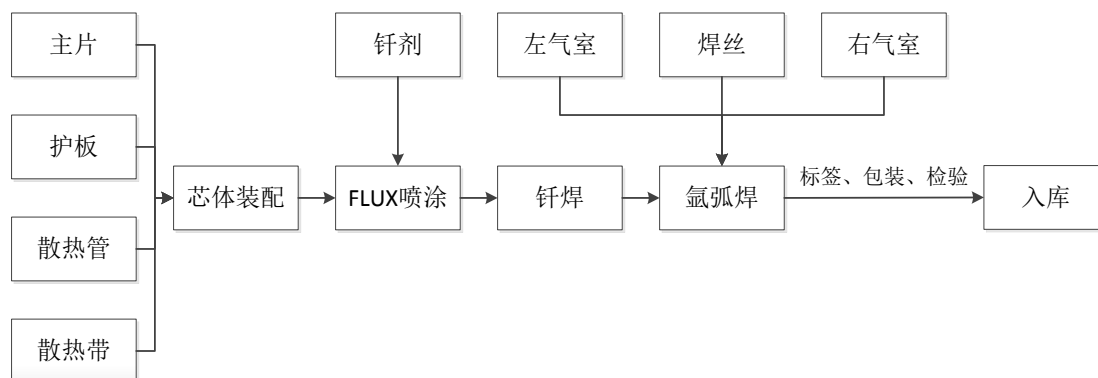 主片
钎剂
左气室
焊丝
右气室
护板
芯体装配
FLUX喷涂
钎焊
氩弧焊
标签、包装、检验
入库
散热管
散热带